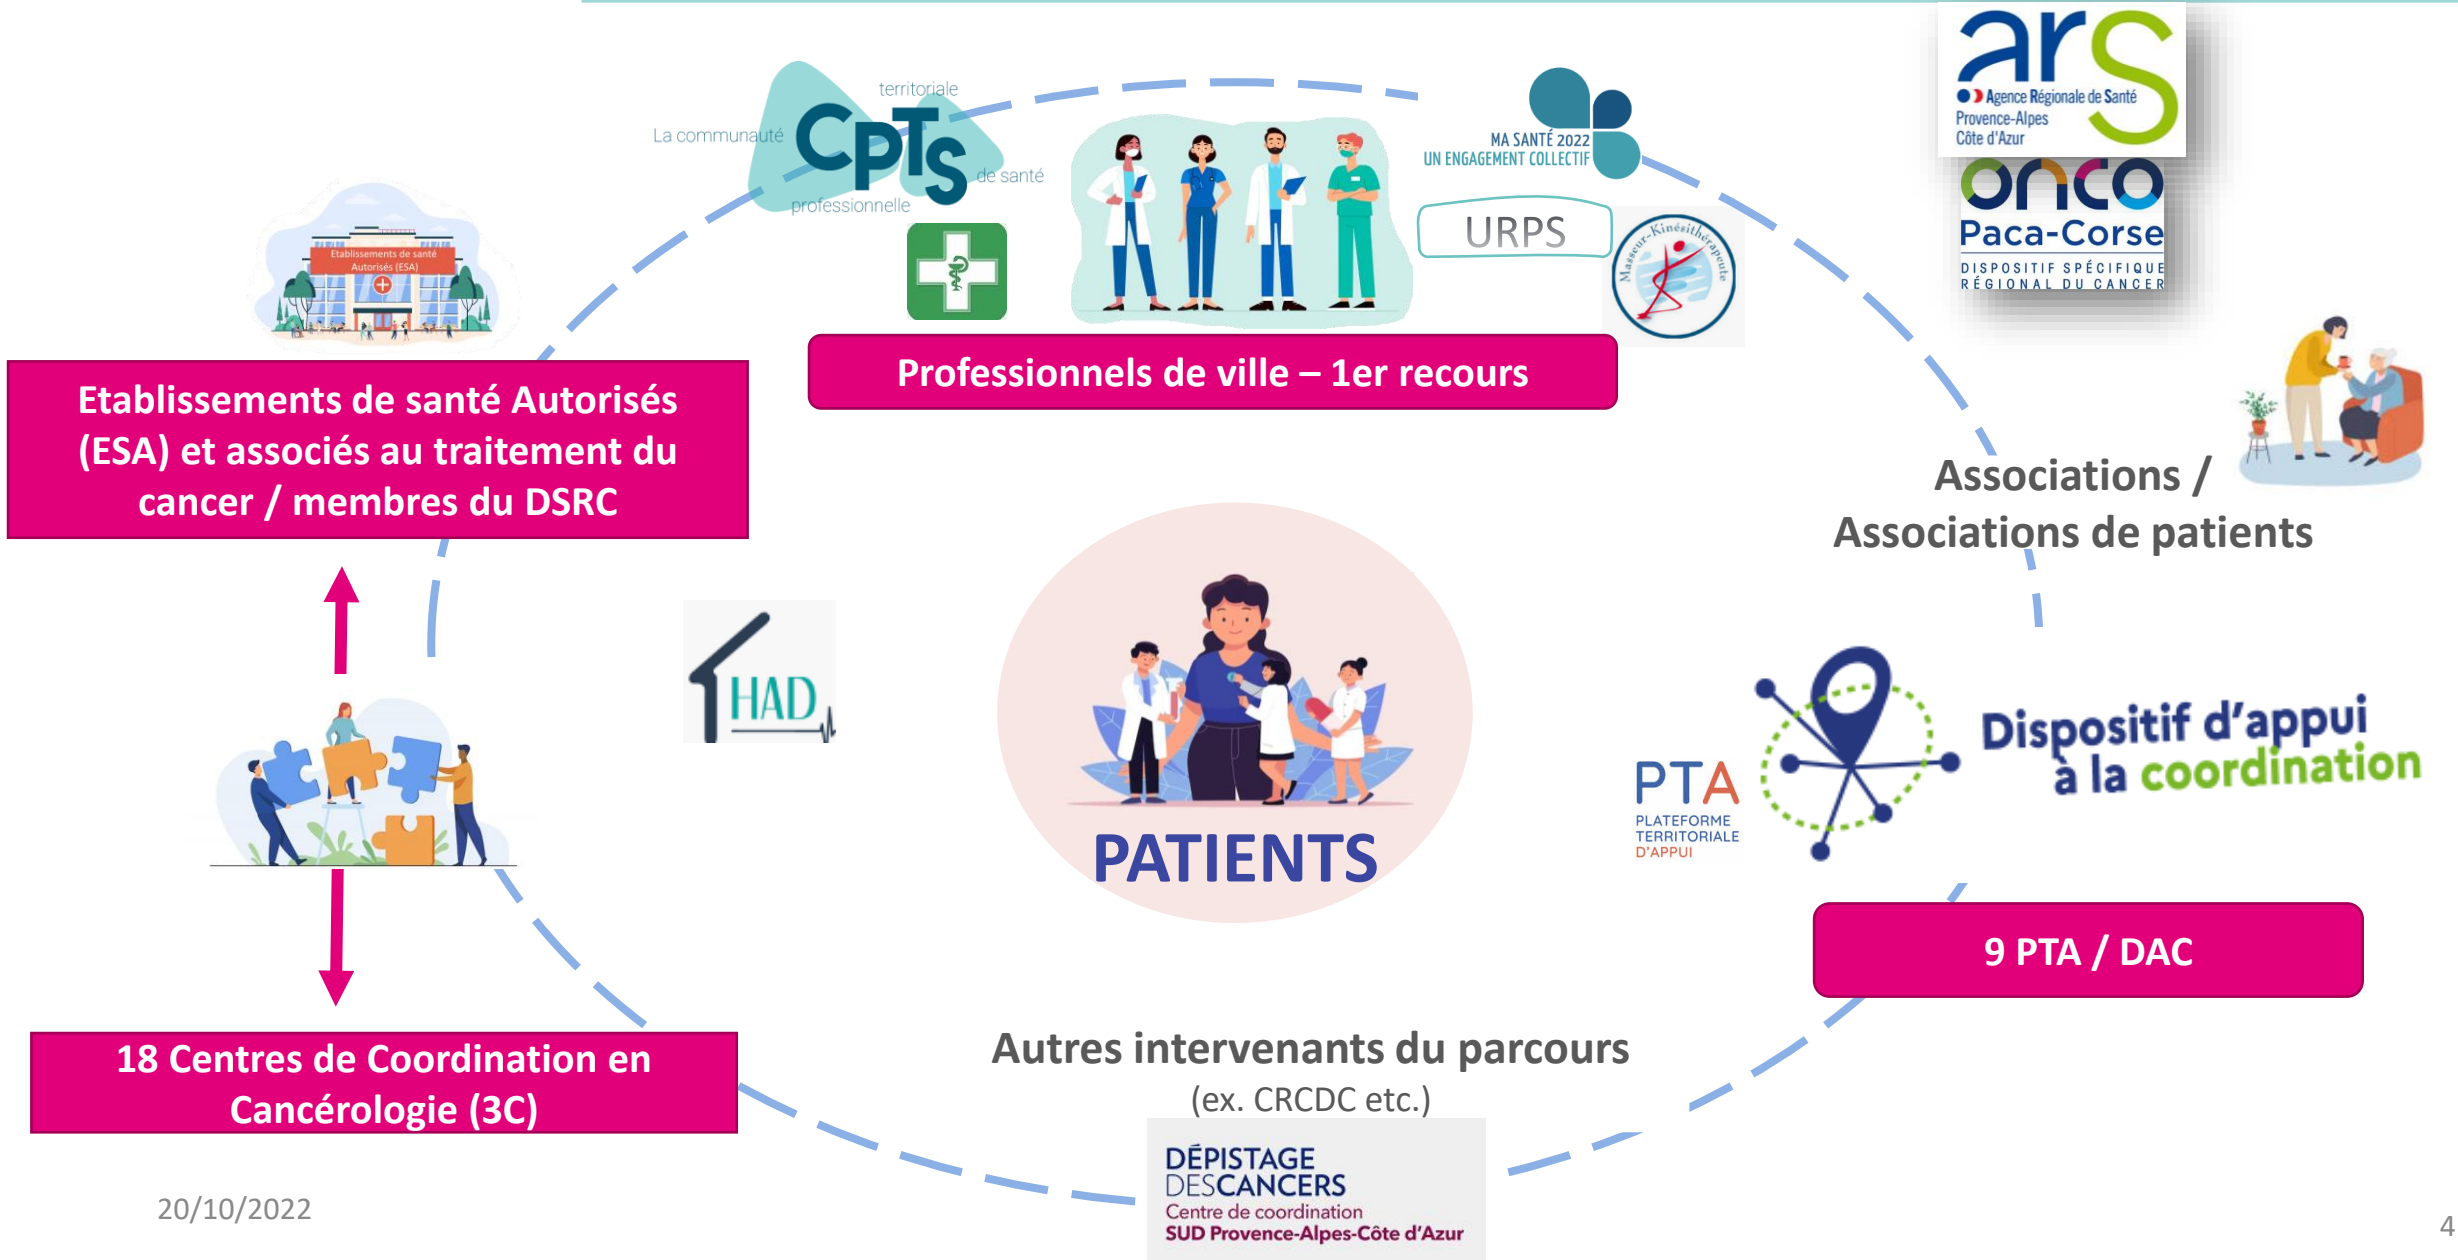 ars
Agence Régionale de Santé
Provence-Alpes
Côte d'Azur
onco
Paca-Corse
DISPOSITIF SPÉCIFIQUE
RÉGIONAL DU CANCER
territoriale
La communauté
CPTS
de santé
professionnelle
MA SANTÉ 2022
UN ENGAGEMENT COLLECTIF
URPS
Masseur-Kinésithérapeute
Etablissements de santé
Autorisés (ESA)
Professionnels de ville – 1er recours
Etablissements de santé Autorisés
(ESA) et associés au traitement du
cancer / membres du DSRC
Associations /
Associations de patients
HAD
PATIENTS
Dispositif d'appui
à la coordination
PTA
PLATEFORME
TERRITORIALE
D'APPUI
9 PTA / DAC
18 Centres de Coordination en
Cancérologie (3C)
Autres intervenants du parcours
(ex. CRCDC etc.)
DÉPISTAGE
DESCANCERS
Centre de coordination
SUD Provence-Alpes-Côte d'Azur
20/10/2022
4